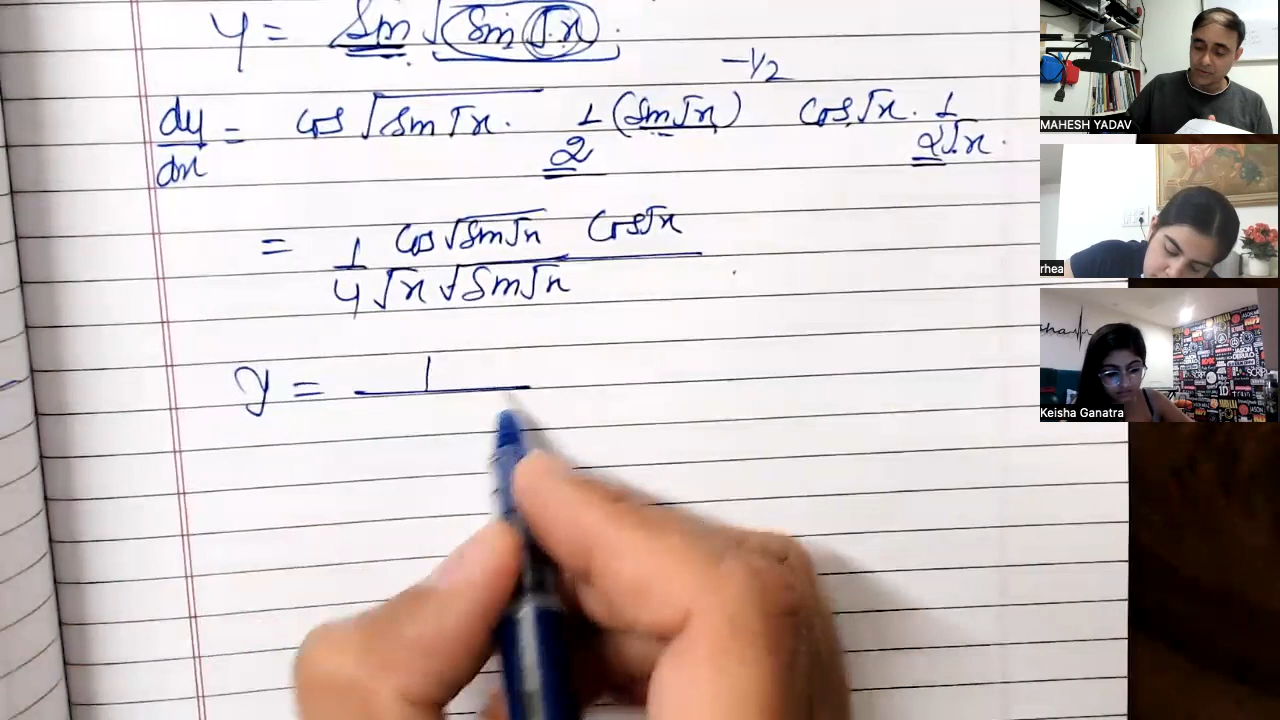 y = Sin √Sin √x .
-1/2
dy/dx = cos √Sin √x . 1/2 (Sin √x) Cos √x . 1/2√x .
= 1/4 Cos √Sin √x Cos √x / √x √Sin √x
y = 1
MAHESH YADAV
rhea
Keisha Ganatra